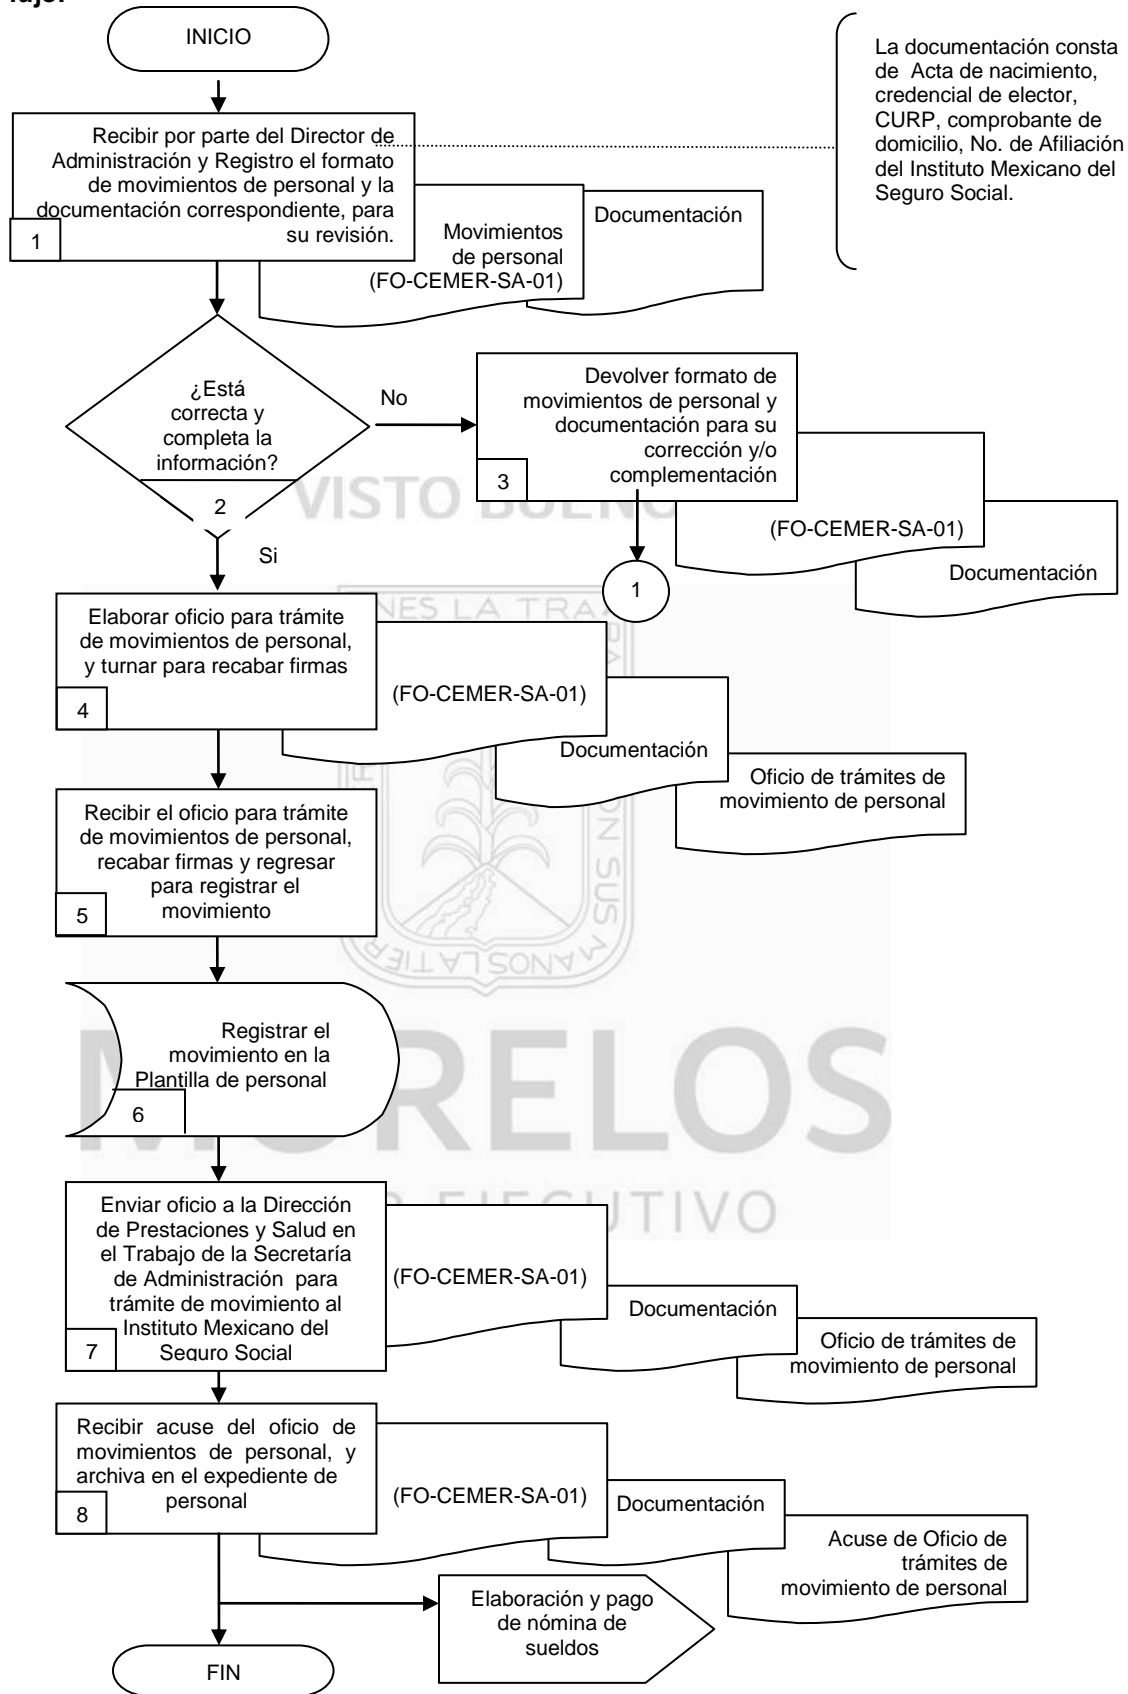 INICIO
La documentación consta
de Acta de nacimiento,
credencial de elector,
CURP, comprobante de
domicilio, No. de Afiliación
del Instituto Mexicano del
Seguro Social.
Recibir por parte del Director de
Administración y Registro el formato
de movimientos de personal y la
documentación correspondiente, para
su revisión.
1
Movimientos
de personal
(FO-CEMER-SA-01)
Documentación
¿Está
correcta y
completa la
información?
2
No
Si
Devolver formato de
movimientos de personal y
documentación para su
corrección y/o
complementación
3
(FO-CEMER-SA-01)
Documentación
1
VISTO BUENO
Elaborar oficio para trámite
de movimientos de personal,
y turnar para recabar firmas
4
(FO-CEMER-SA-01)
Documentación
Oficio de trámites de
movimiento de personal
Recibir el oficio para trámite
de movimientos de personal,
recabar firmas y regresar
para registrar el
movimiento
5
Registrar el
movimiento en la
Plantilla de personal
6
MORELOS
Enviar oficio a la Dirección
de Prestaciones y Salud en
el Trabajo de la Secretaría
de Administración para
trámite de movimiento al
Instituto Mexicano del
Seguro Social
7
(FO-CEMER-SA-01)
Documentación
Oficio de trámites de
movimiento de personal
EJECUTIVO
Recibir acuse del oficio de
movimientos de personal, y
archiva en el expediente de
personal
8
(FO-CEMER-SA-01)
Documentación
Acuse de Oficio de
trámites de
movimiento de personal
Elaboración y pago
de nómina de
sueldos
FIN